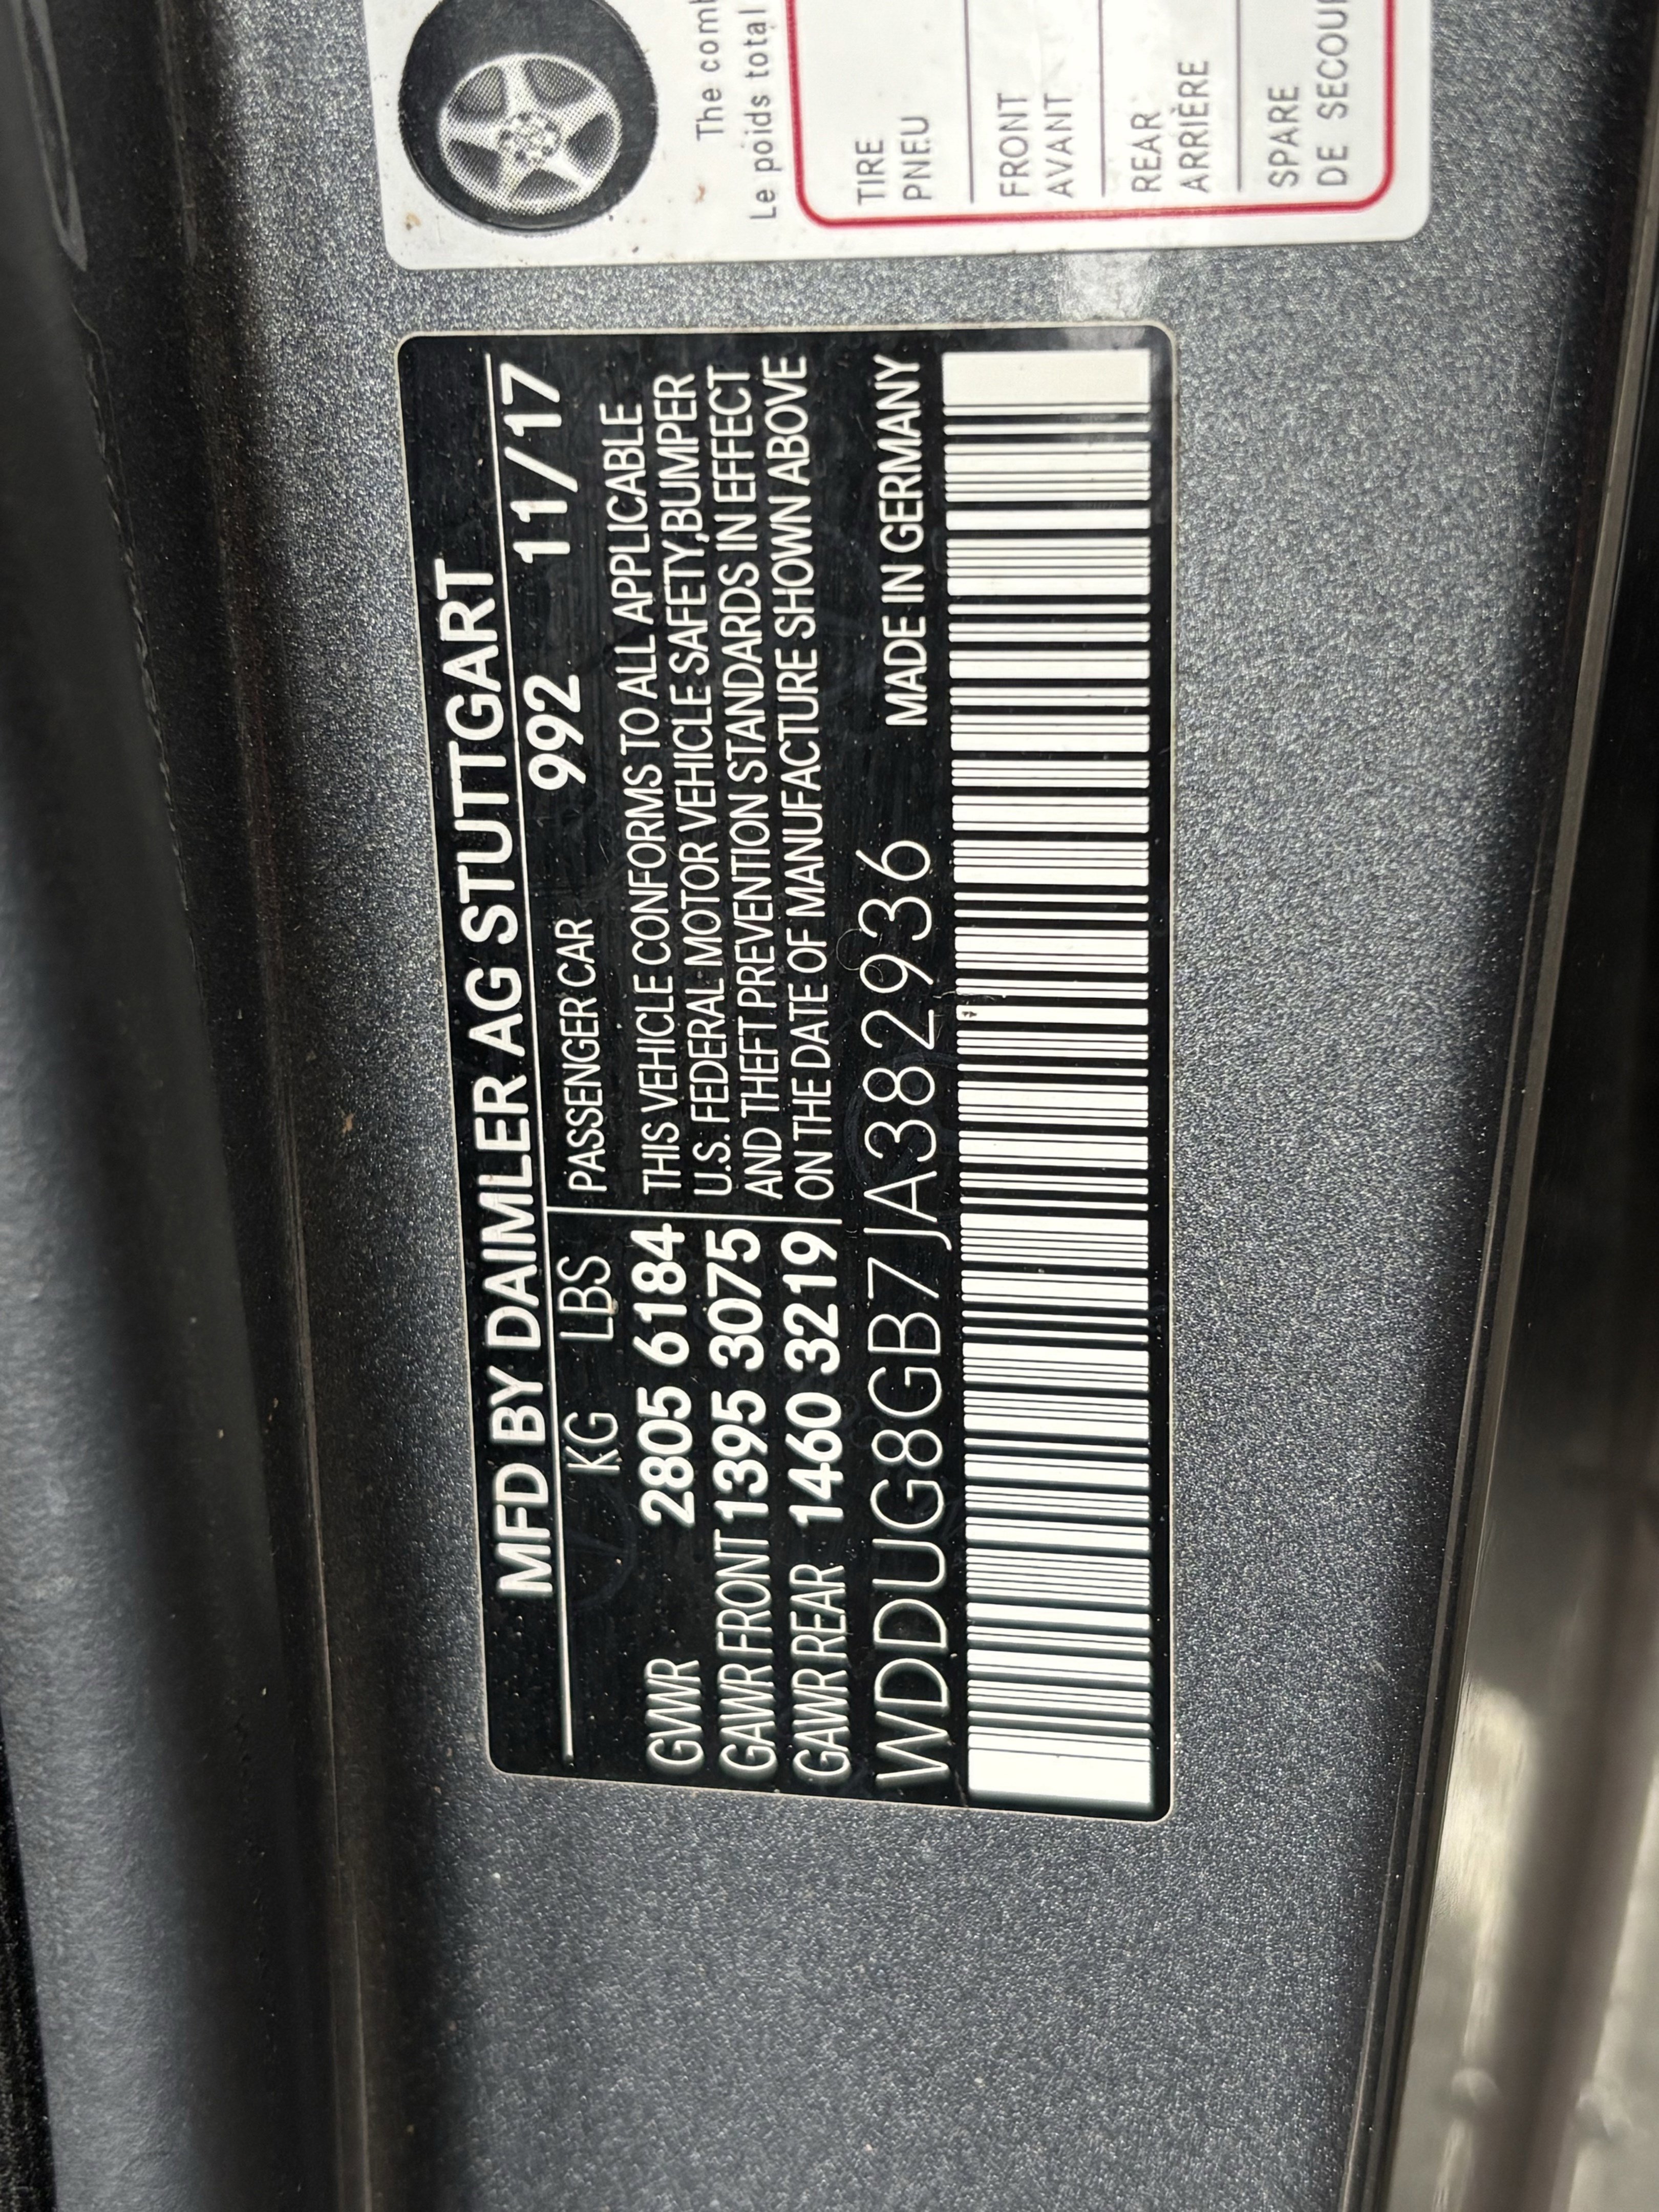 MFD BY DAIMLER AG STUTTGART
KG LBS PASSENGER CAR 992 11/17
GVWR 2805 6184 THIS VEHICLE CONFORMS TO ALL APPLICABLE
GAWR FRONT 1395 3075 U.S. FEDERAL MOTOR VEHICLE SAFETY,BUMPER
GAWR REAR 1460 3219 AND THEFT PREVENTION STANDARDS IN EFFECT
ON THE DATE OF MANUFACTURE SHOWN ABOVE
WDDUG8GB7JA382936 MADE IN GERMANY
The
Le poids total
TIRE
PNEU
FRONT
AVANT
REAR
ARRIÈRE
SPARE
DE